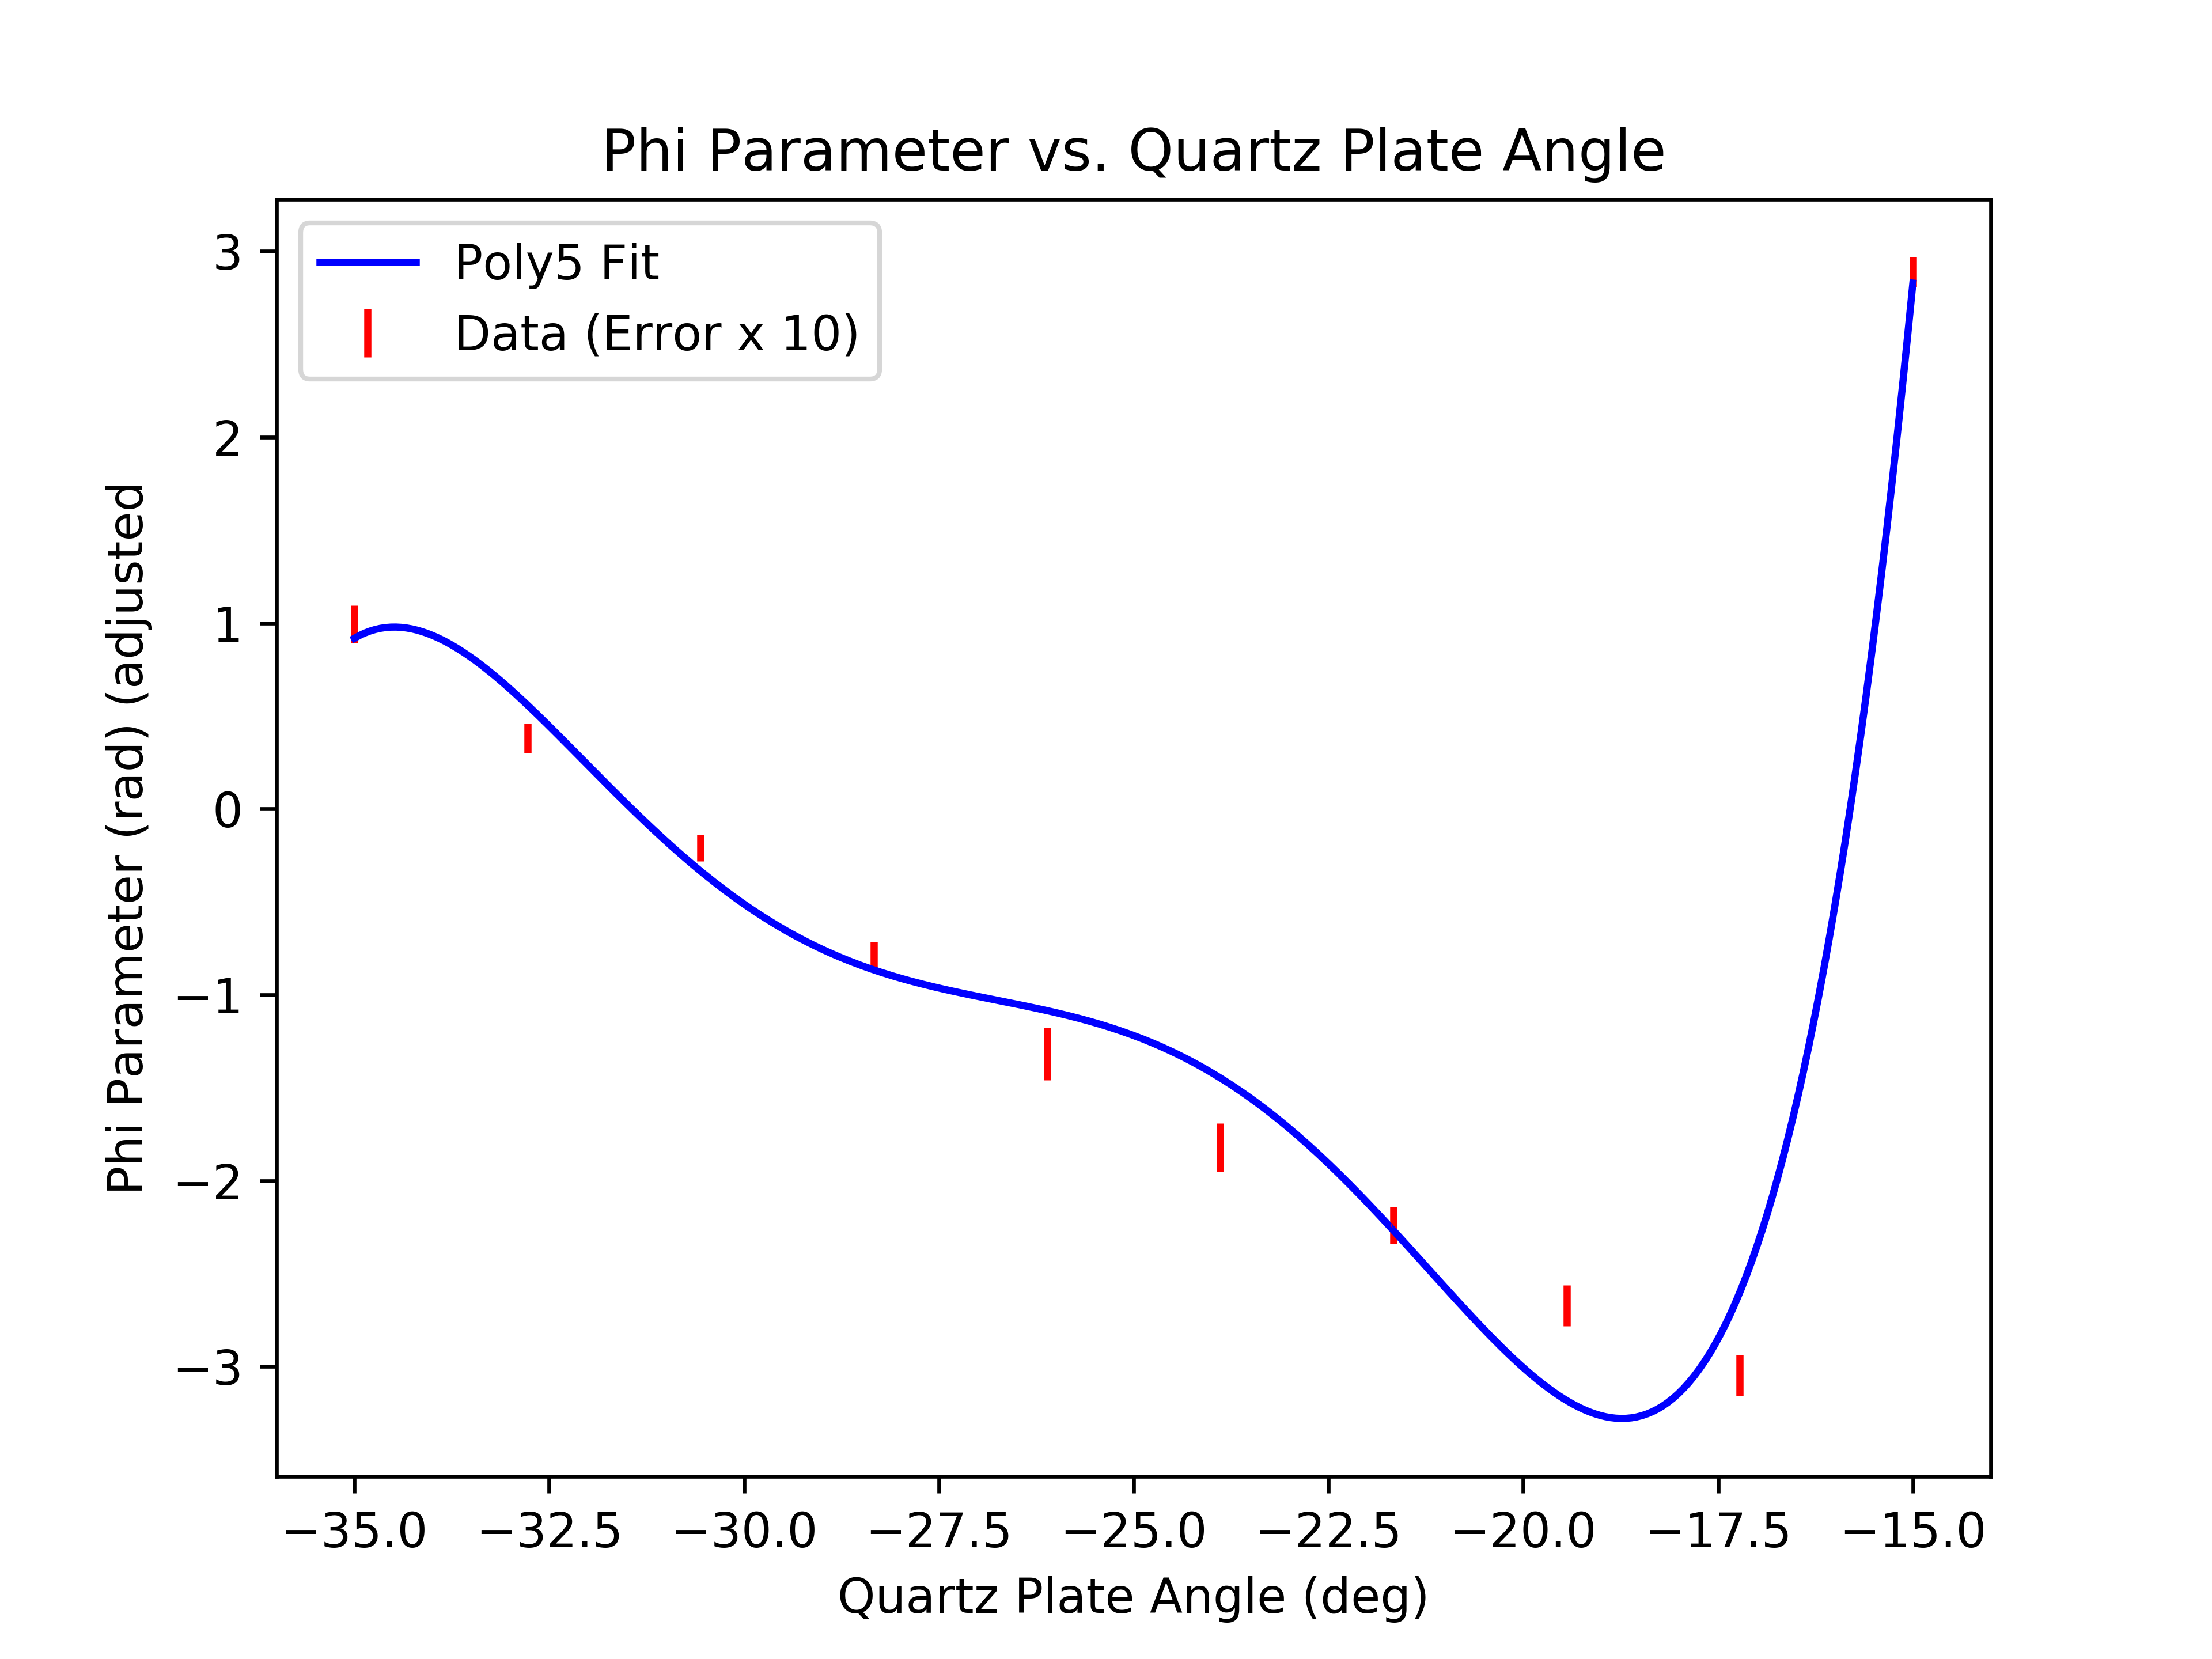 Phi Parameter vs. Quartz Plate Angle
Poly5 Fit
Data (Error x 10)
Phi Parameter (rad) (adjusted
3
2
1
0
−1
−2
−3
−35.0 −32.5 −30.0 −27.5 −25.0 −22.5 −20.0 −17.5 −15.0
Quartz Plate Angle (deg)